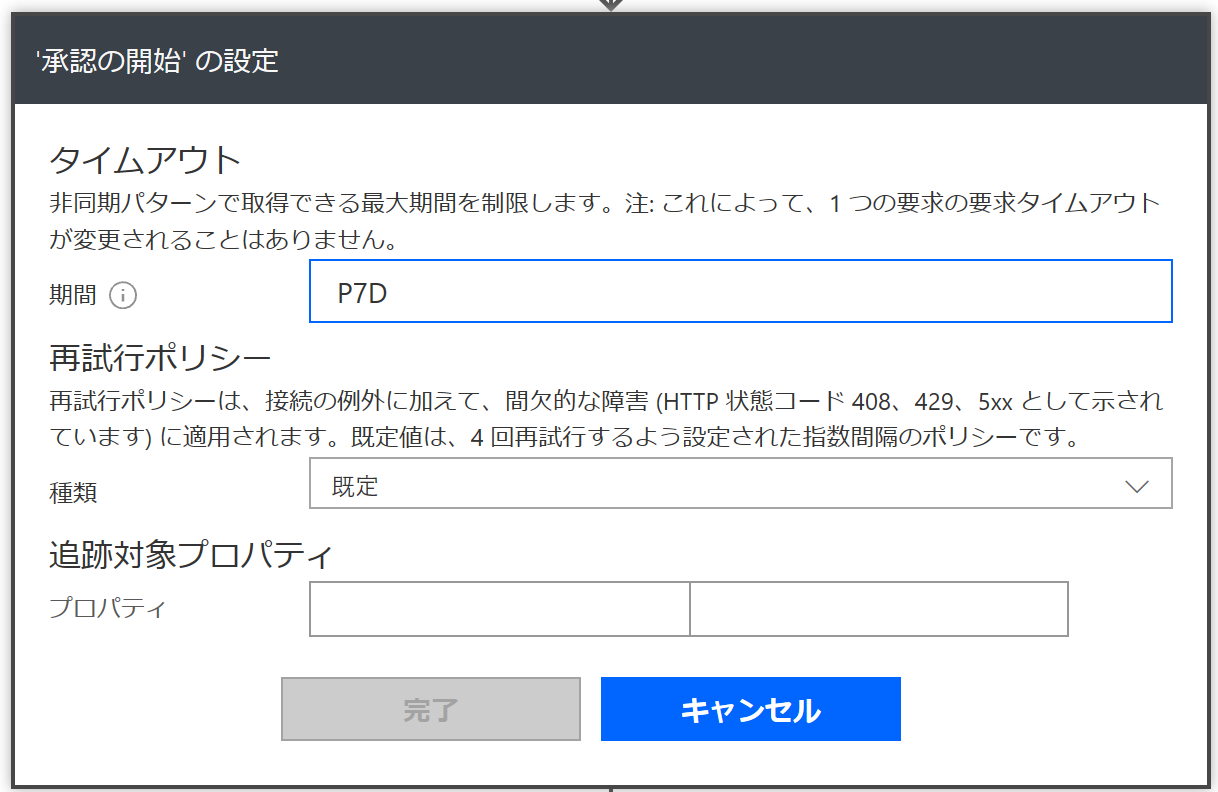 '承認の開始' の設定
タイムアウト
非同期パターンで取得できる最大期間を制限します。注: これによって、1 つの要求の要求タイムアウト
が変更されることはありません。
期間
P7D
再試行ポリシー
再試行ポリシーは、接続の例外に加えて、間欠的な障害 (HTTP 状態コード 408、429、5xx として示され
ています) に適用されます。既定値は、4 回再試行するよう設定された指数間隔のポリシーです。
種類
既定
追跡対象プロパティ
プロパティ
完了
キャンセル